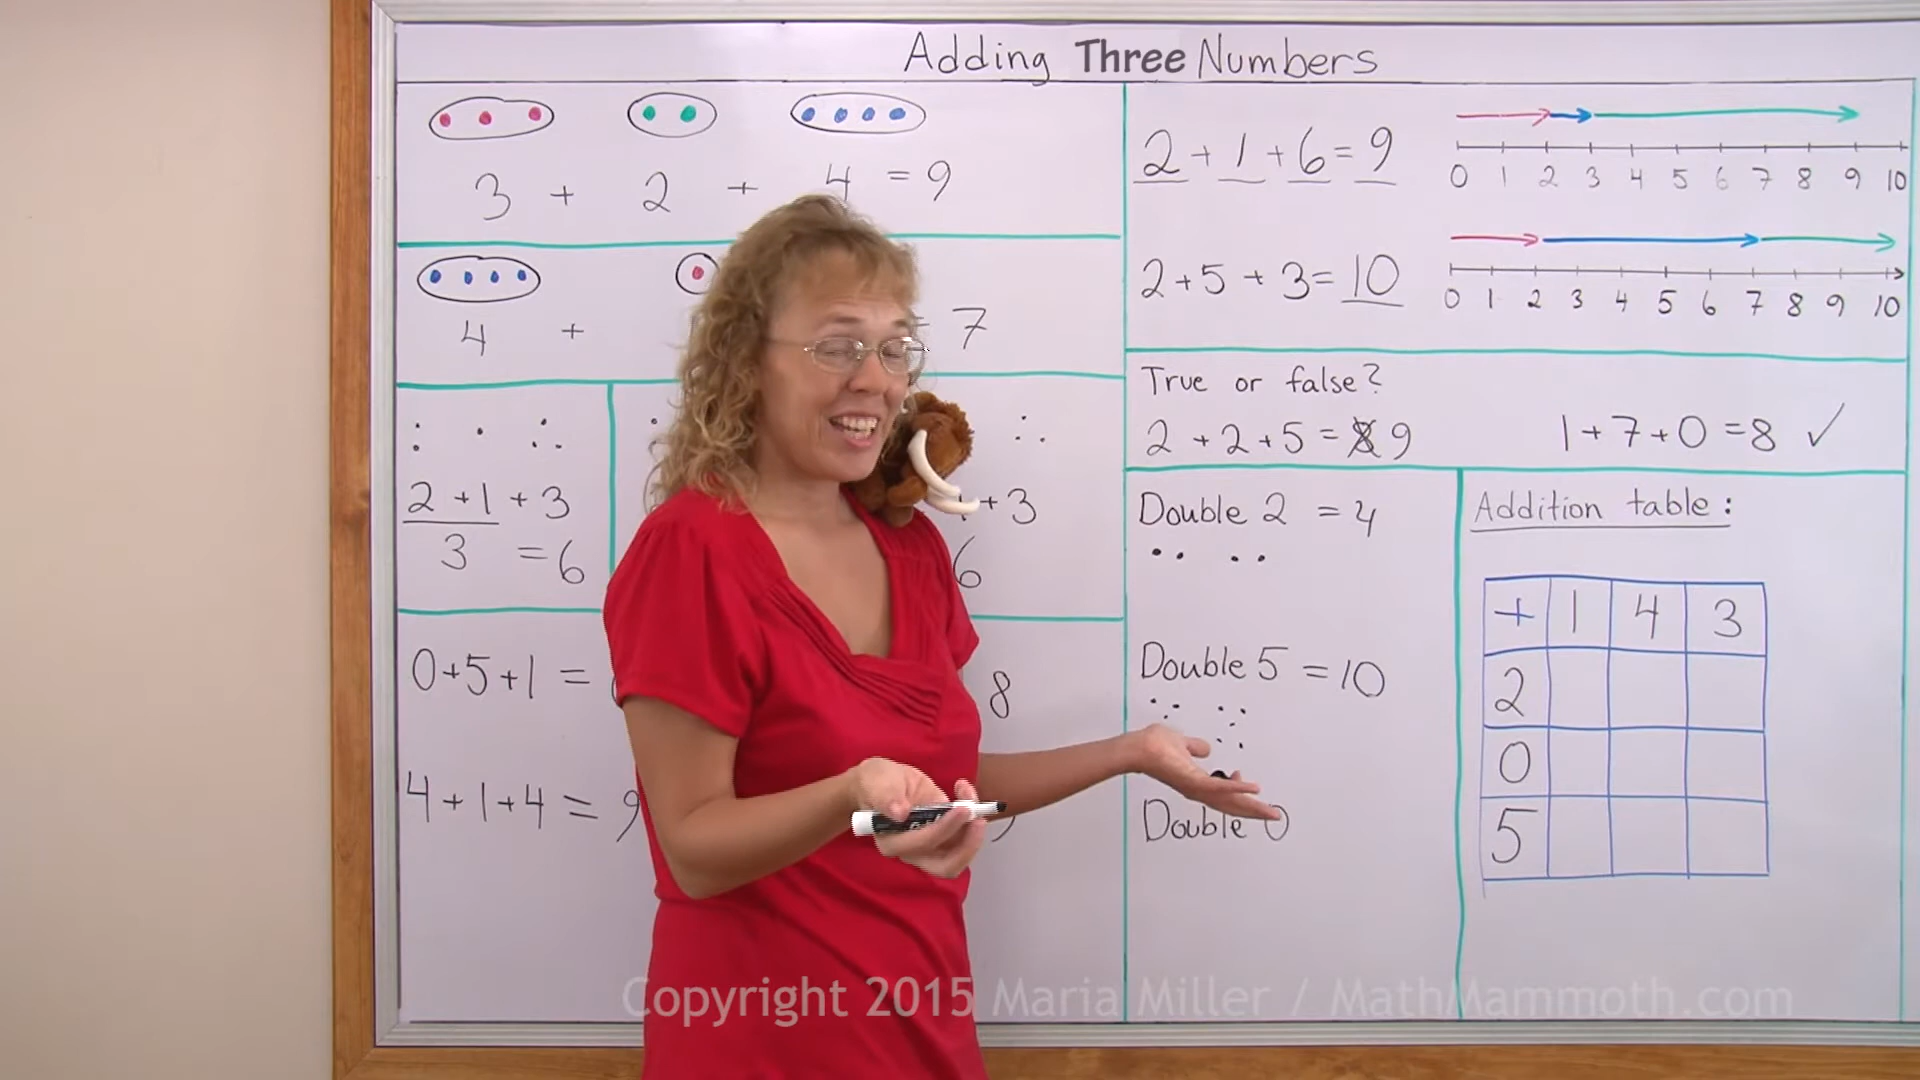 Adding Three Numbers
3 + 2 + 4 = 9
4 + = 7
2 + 1 + 3
3 = 6
+ 3
6
0+5+1 =
8
4+1+4 = 9
2 + 1 + 6 = 9
0 1 2 3 4 5 6 7 8 9 10
2+5 + 3= 10
0 1 2 3 4 5 6 7 8 9 10
True or false?
2 + 2 + 5 = 8 9
1 + 7 + 0 = 8 ✓
Double 2 = 4
Double 5 = 10
Double 0
Addition table:
+ 1 4 3
2
0
5
Copyright 2015 Maria Miller / MathMammoth.com